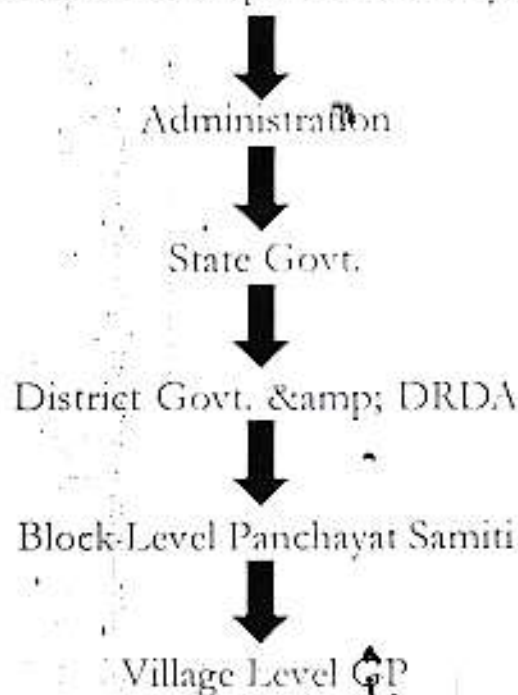 Administration
State Govt.
District Govt. &amp; DRDA
Block-Level Panchayat Samiti
Village Level GP